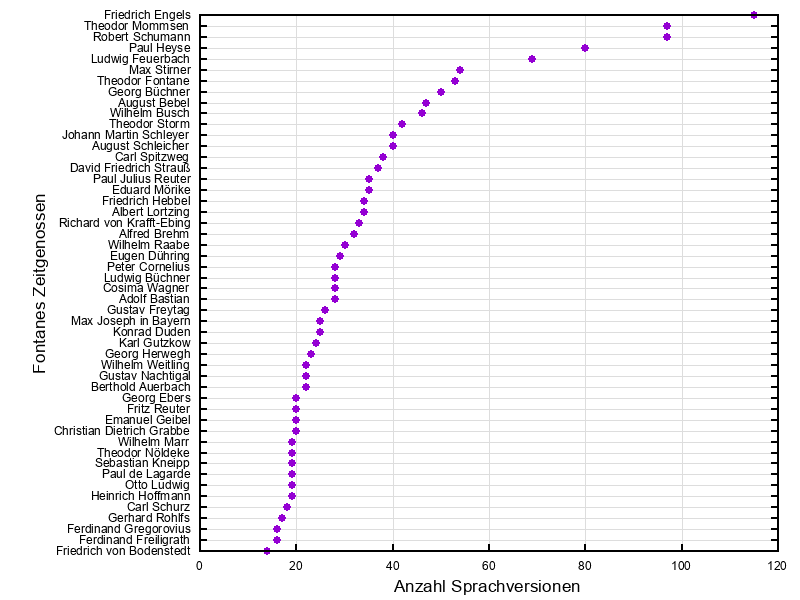 Friedrich Engels
Theodor Mommsen
Robert Schumann
Paul Heyse
Ludwig Feuerbach
Max Stirner
Theodor Fontane
Georg Büchner
August Bebel
Wilhelm Busch
Theodor Storm
Johann Martin Schleyer
August Schleicher
Carl Spitzweg
David Friedrich Strauß
Paul Julius Reuter
Eduard Mörike
Friedrich Hebbel
Albert Lortzing
Richard von Krafft-Ebing
Alfred Brehm
Wilhelm Raabe
Eugen Dühring
Peter Cornelius
Ludwig Büchner
Cosima Wagner
Adolf Bastian
Gustav Freytag
Max Joseph in Bayern
Konrad Duden
Karl Gutzkow
Georg Herwegh
Wilhelm Weitling
Gustav Nachtigal
Berthold Auerbach
Georg Ebers
Fritz Reuter
Emanuel Geibel
Christian Dietrich Grabbe
Wilhelm Marr
Theodor Nöldeke
Sebastian Kneipp
Paul de Lagarde
Otto Ludwig
Heinrich Hoffmann
Carl Schurz
Gerhard Rohlfs
Ferdinand Gregorovius
Ferdinand Freiligrath
Friedrich von Bodenstedt
Fontanes Zeitgenossen
0 20 40 60 80 100 120
Anzahl Sprachversionen